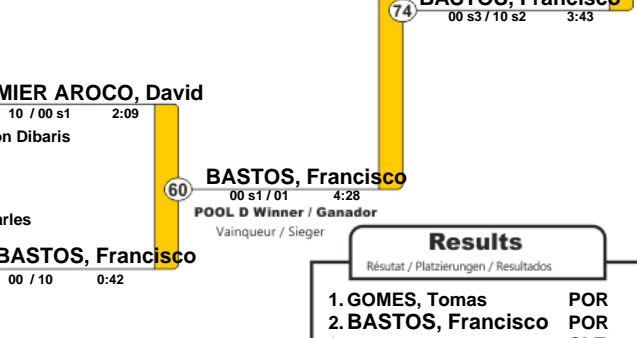 BASTOS, Francisco
74
00 s3 / 10 s2 3:43
MIER AROCO, David
10 / 00 s1 2:09
on Dibaris
BASTOS, Francisco
60
00 s1 / 01 4:28
POOL D Winner / Ganador
Vainqueur / Sieger
arles
BASTOS, Francisco
00 / 10 0:42
Results
Résutat / Platzierungen / Resultados
1. GOMES, Tomas POR
2. BASTOS, Francisco POR